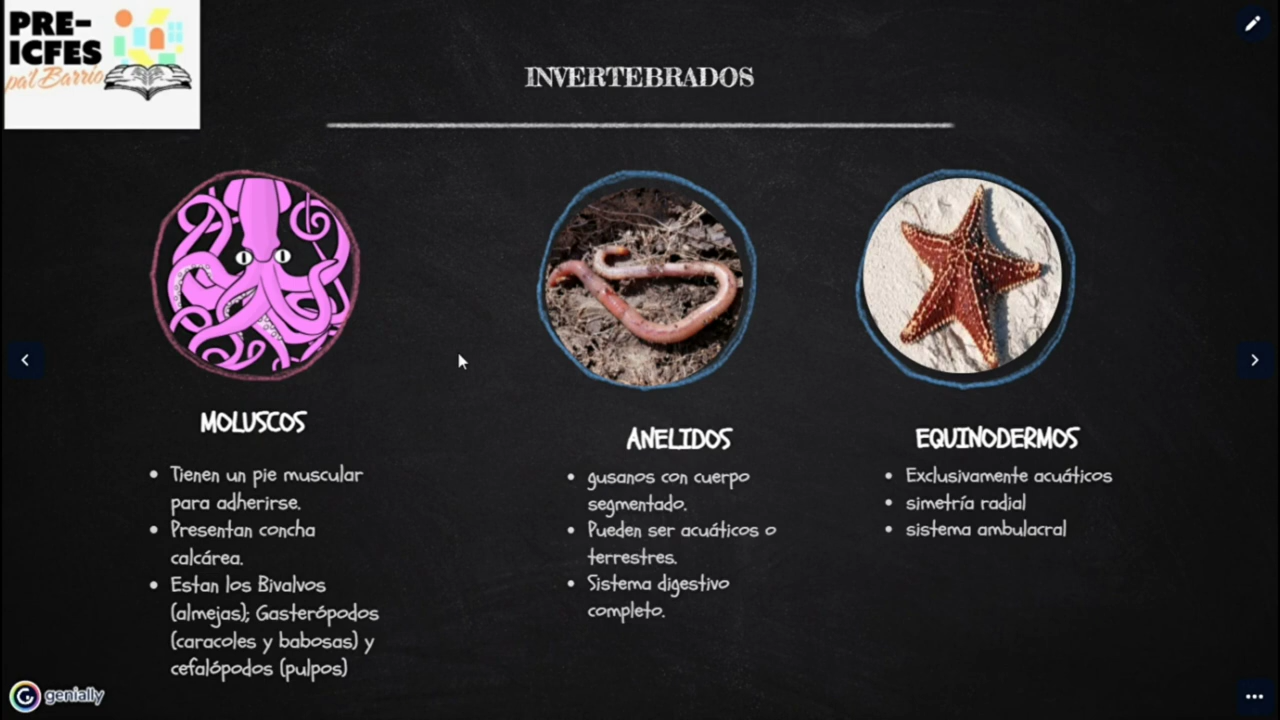 PRE-
ICFES
pa'l Barrio
INVERTEBRADOS
MOLUSCOS
• Tienen un pie muscular
para adherirse.
• Presentan concha
calcárea.
• Estan los Bivalvos
(almejas); Gasterópodos
(caracoles y babosas) y
cefalópodos (pulpos)
ANELIDOS
• gusanos con cuerpo
segmentado.
• Pueden ser acuáticos o
terrestres.
• Sistema digestivo
completo.
EQUINODERMOS
• Exclusivamente acuáticos
• simetría radial
• sistema ambulacral
genially